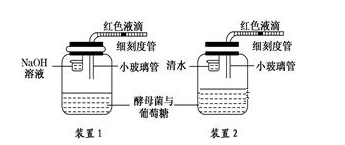 红色液滴
细刻度管
NaOH
溶液
小玻璃管
酵母菌与
葡萄糖
装置1
红色液滴
细刻度管
清水
小玻璃管
装置2